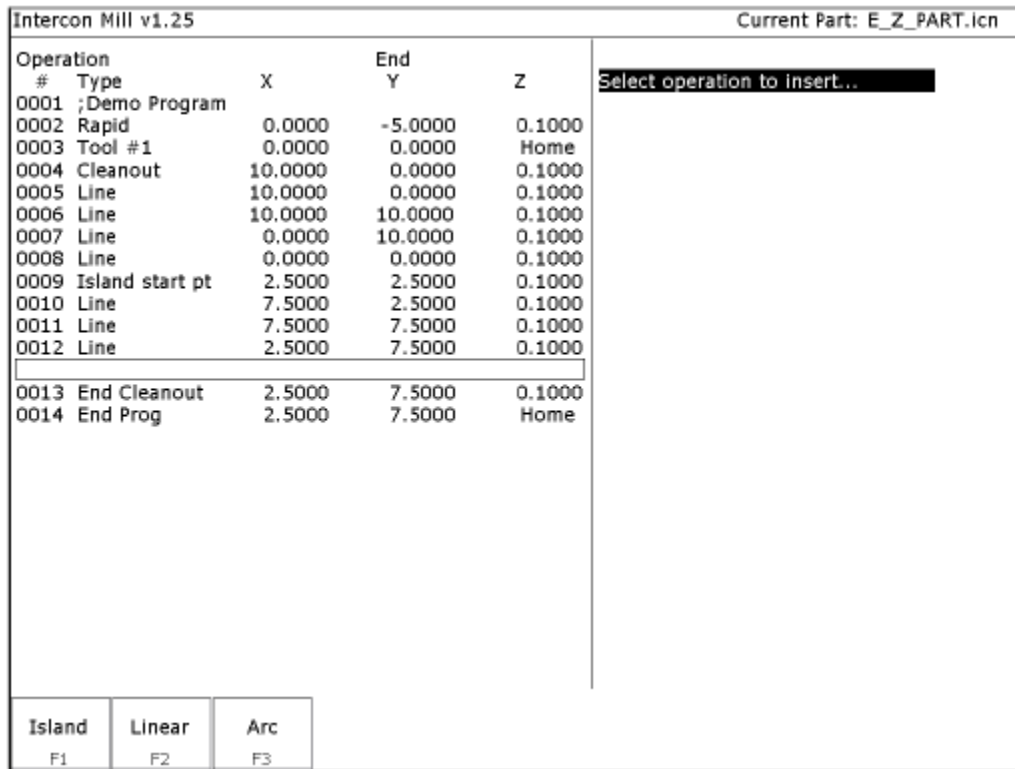 Intercon Mill v1.25 Current Part: E_Z_PART.icn
Operation End
# Type X Y Z
Select operation to insert...
0001 ;Demo Program
0002 Rapid 0.0000 -5.0000 0.1000
0003 Tool #1 0.0000 0.0000 Home
0004 Cleanout 10.0000 0.0000 0.1000
0005 Line 10.0000 0.0000 0.1000
0006 Line 10.0000 10.0000 0.1000
0007 Line 0.0000 10.0000 0.1000
0008 Line 0.0000 0.0000 0.1000
0009 Island start pt 2.5000 2.5000 0.1000
0010 Line 7.5000 2.5000 0.1000
0011 Line 7.5000 7.5000 0.1000
0012 Line 2.5000 7.5000 0.1000
0013 End Cleanout 2.5000 7.5000 0.1000
0014 End Prog 2.5000 7.5000 Home
Island Linear Arc
F1 F2 F3